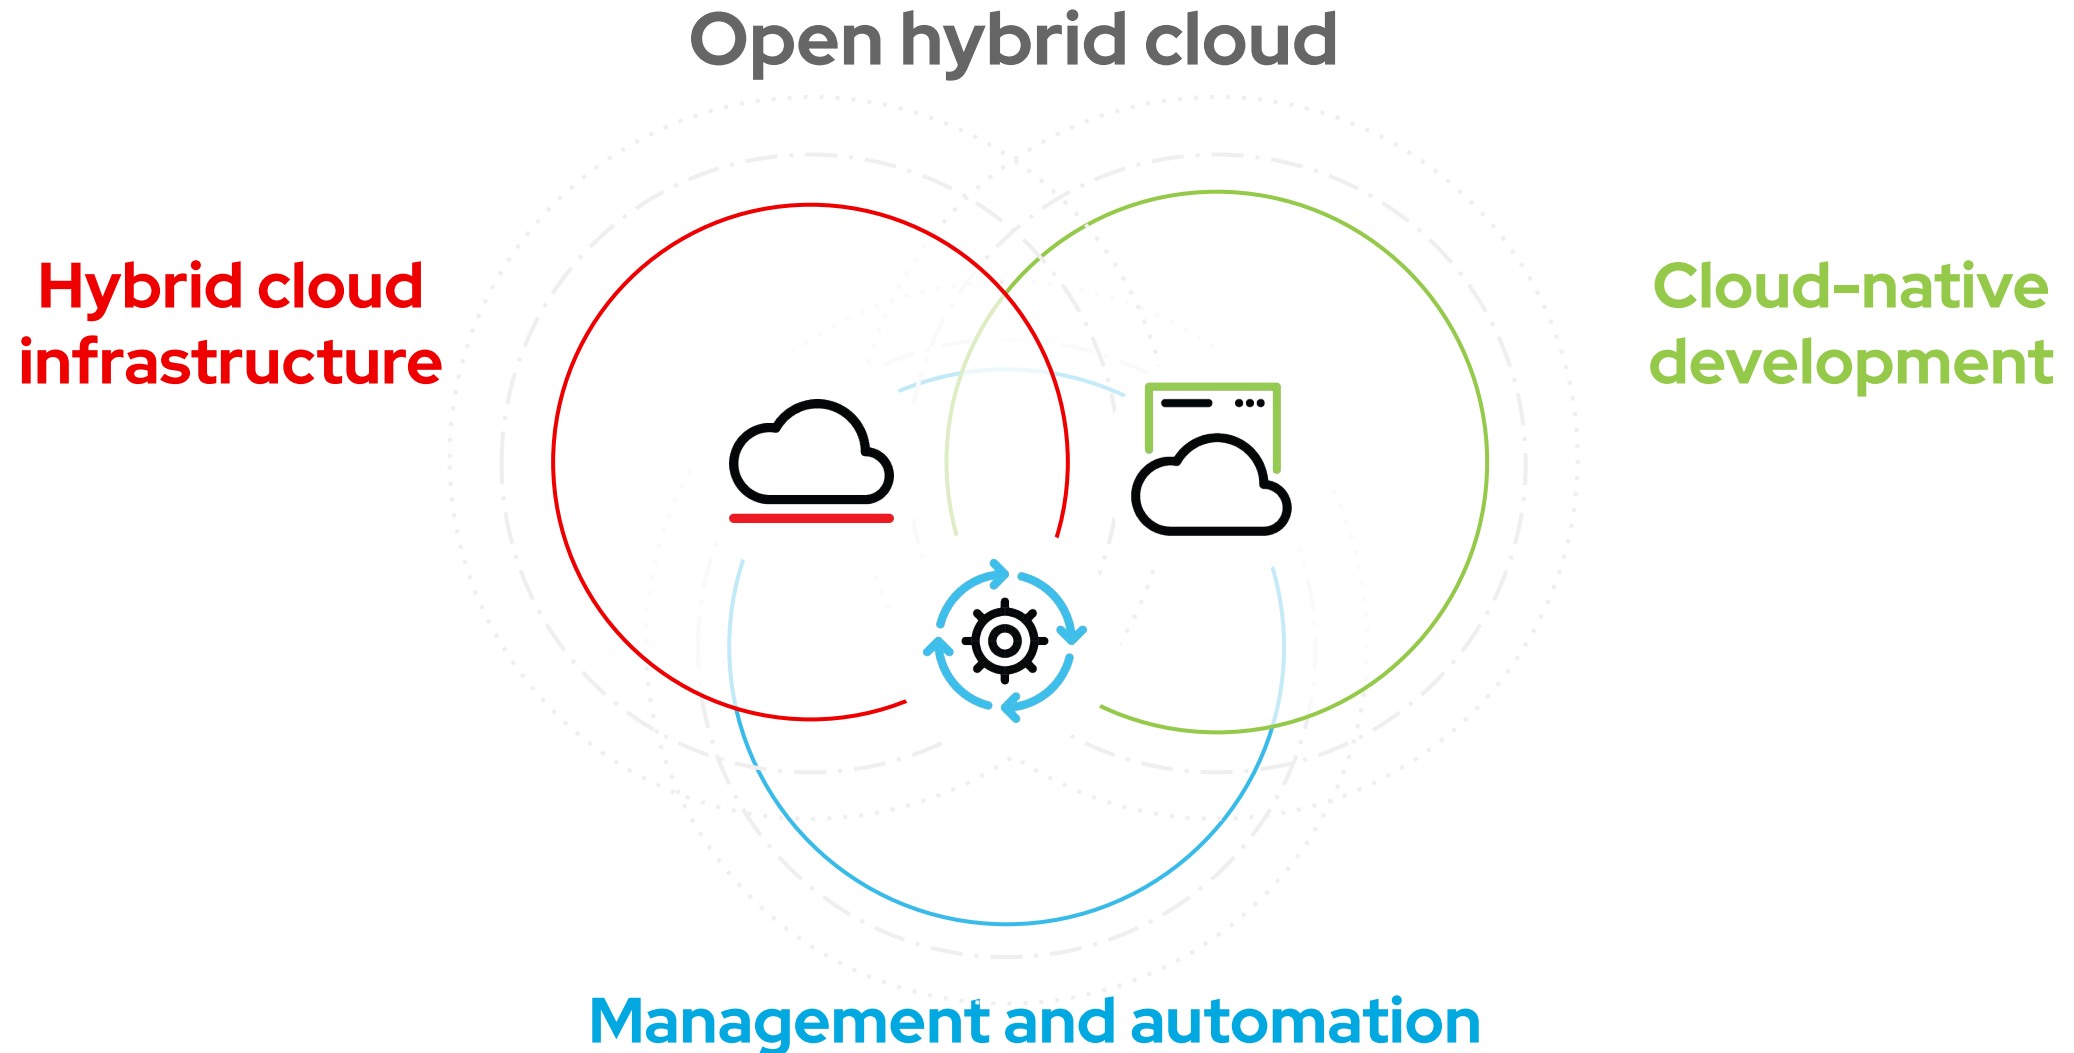 Open hybrid cloud
Hybrid cloud
infrastructure
Cloud-native
development
Management and automation